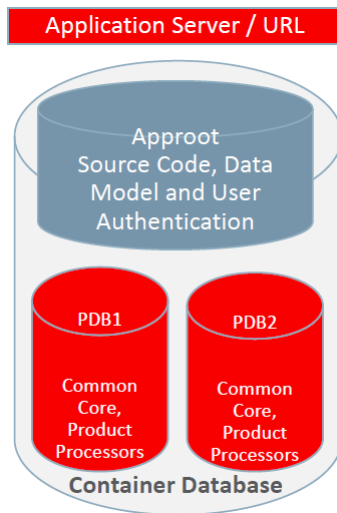 Application Server / URL
Approot
Source Code, Data
Model and User
Authentication
PDB1
Common
Core,
Product
Processors
PDB2
Common
Core,
Product
Processors
Container Database